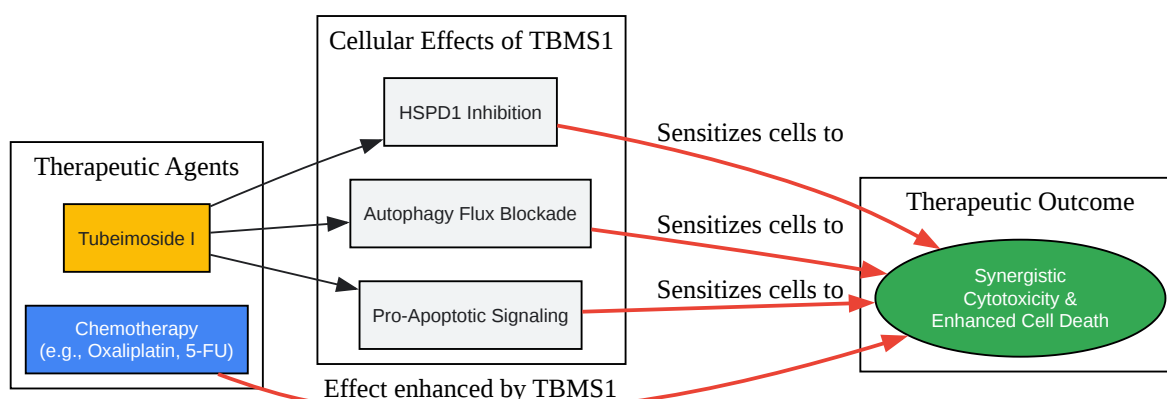 Cellular Effects of TBMS1
HSPD1 Inhibition
Sensitizes cells to
Therapeutic Agents
Tubeimoside I
Autophagy Flux Blockade
Sensitizes cells to
Therapeutic Outcome
Pro-Apoptotic Signaling
Sensitizes cells to
Synergistic
Cytotoxicity &
Enhanced Cell Death
Chemotherapy
(e.g., Oxaliplatin, 5-FU)
Effect enhanced by TBMS1